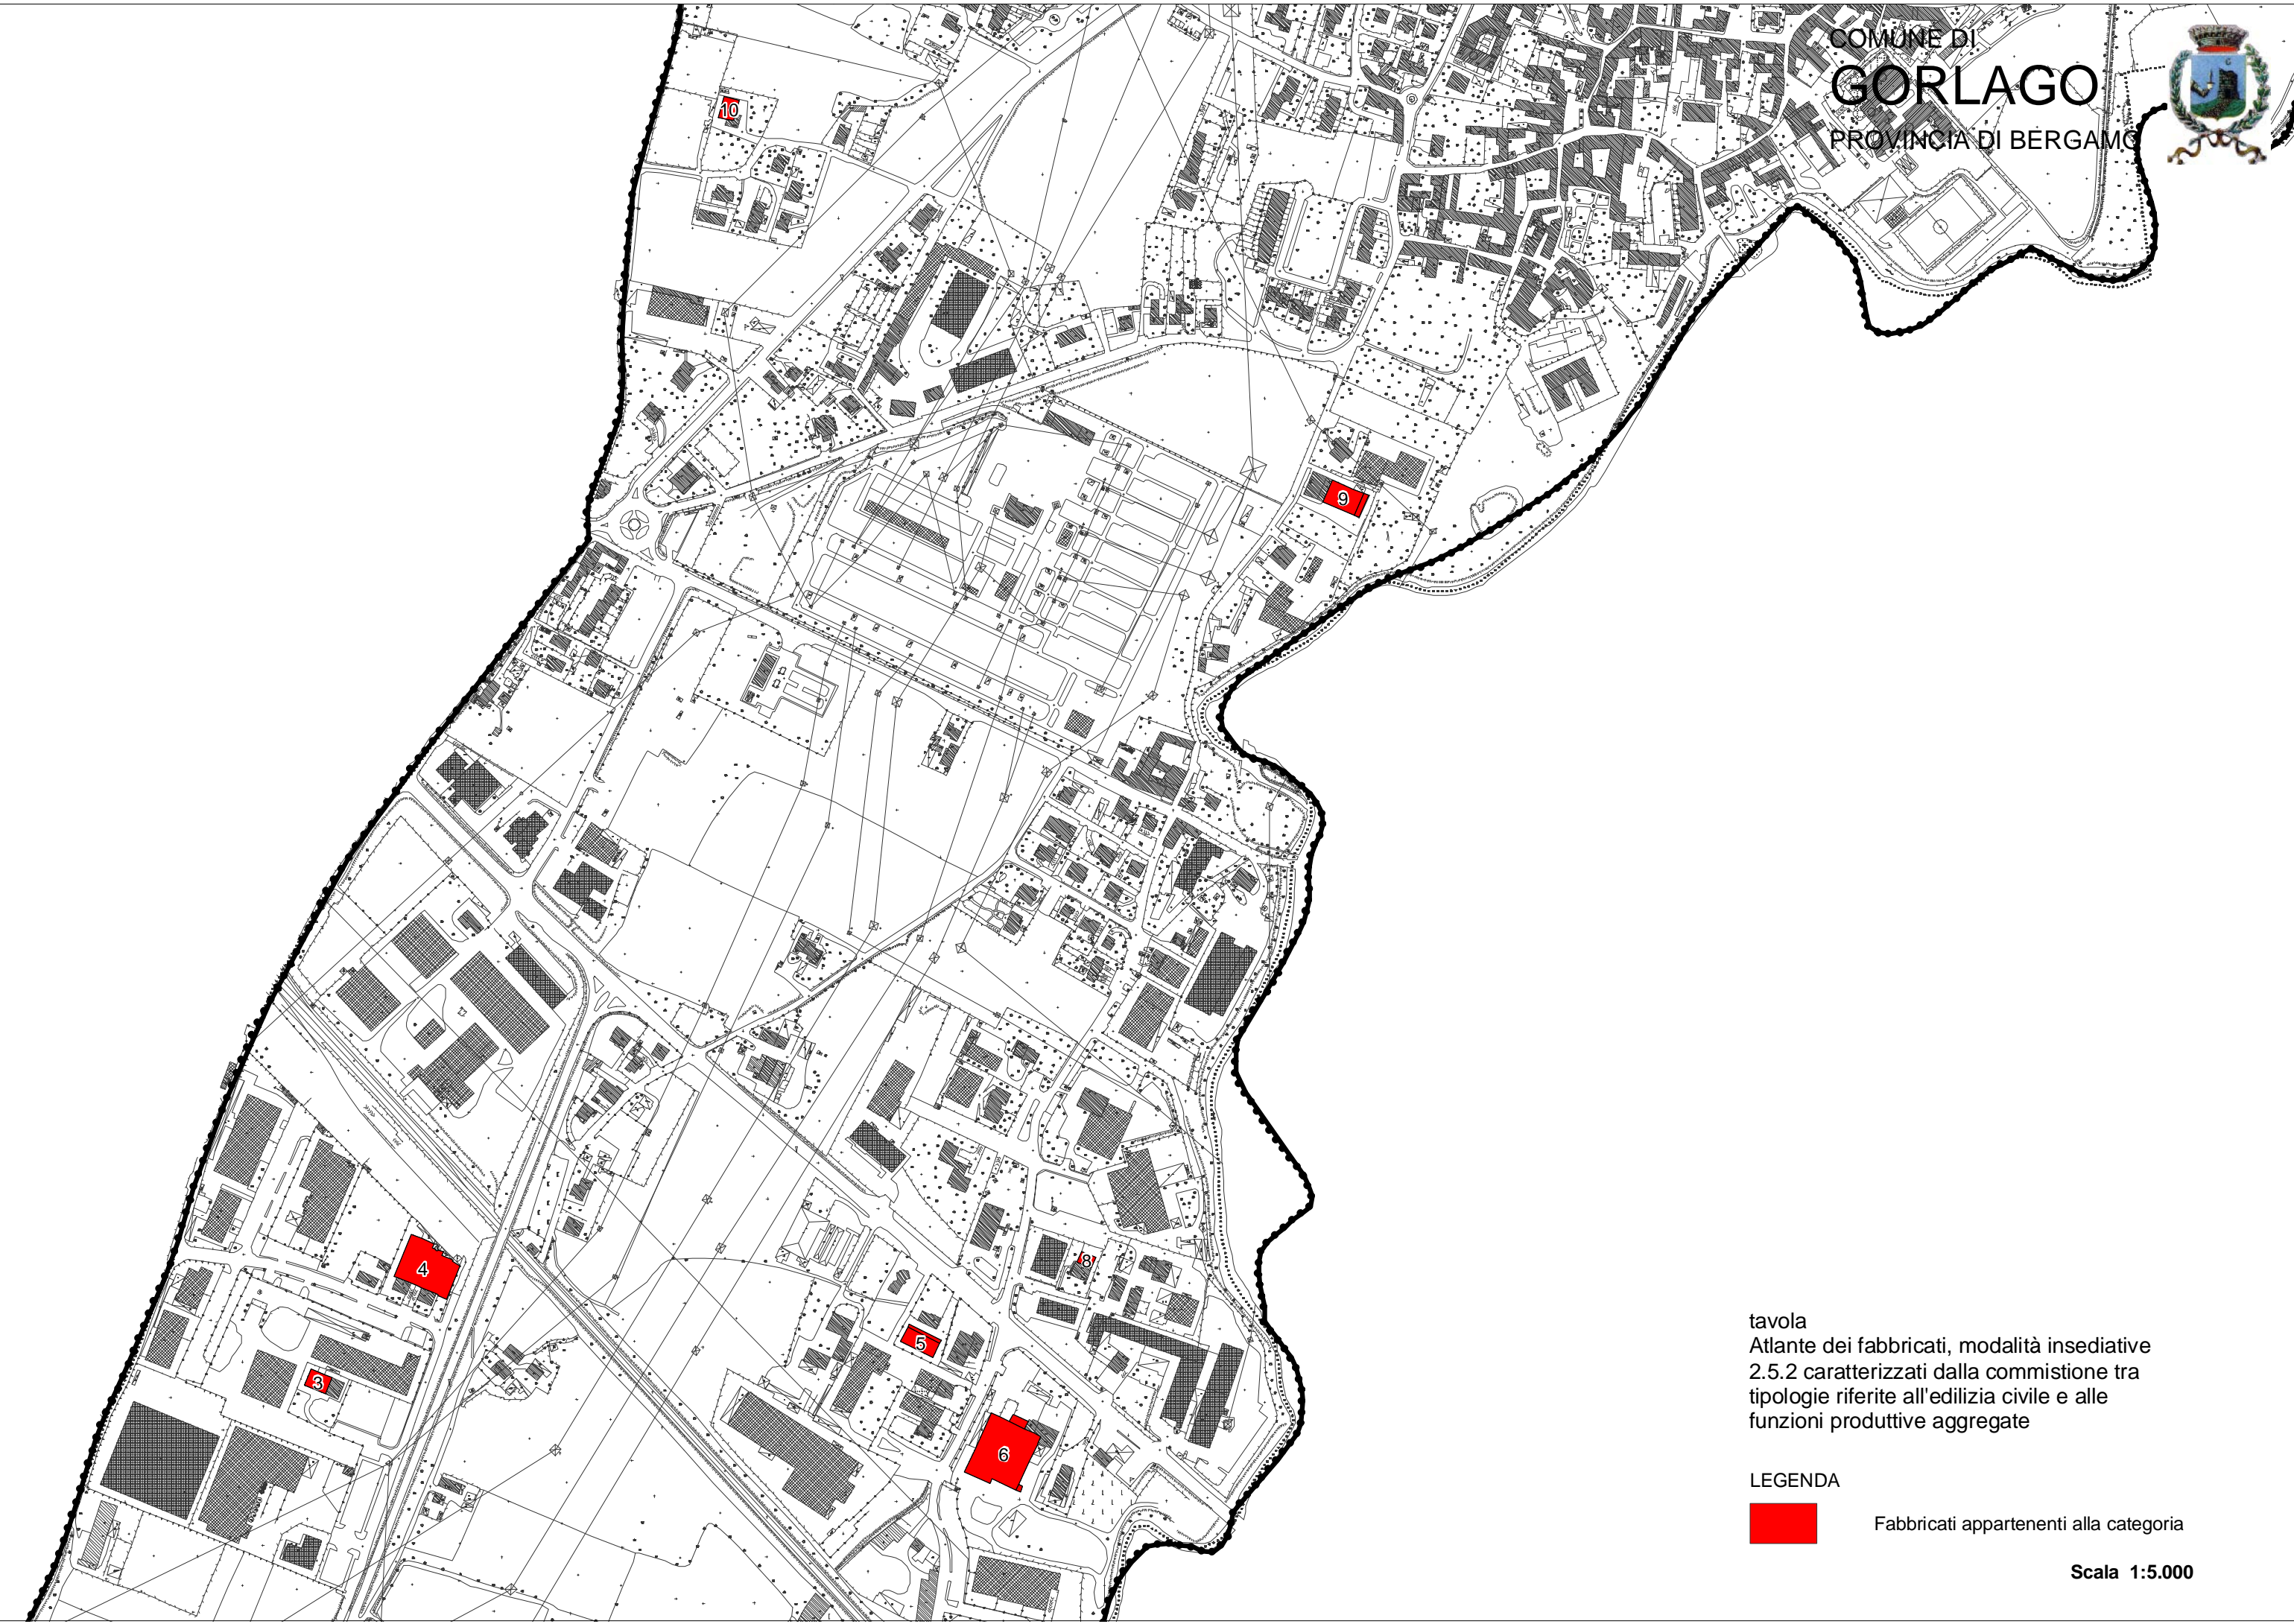 COMUNE DI
GORLAGO
PROVINCIA DI BERGAMO
10
9
4
8
5
3
6
tavola
Atlante dei fabbricati, modalità insediative
2.5.2 caratterizzati dalla commistione tra
tipologie riferite all'edilizia civile e alle
funzioni produttive aggregate
LEGENDA
Fabbricati appartenenti alla categoria
Scala 1:5.000